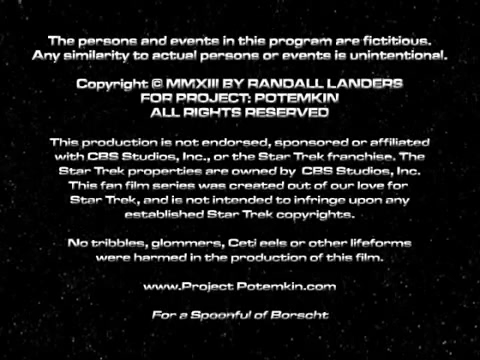 The persons and events in this program are fictitious.
Any similarity to actual persons or events is unintentional.
Copyright © MMXIII BY RANDALL LANDERS
FOR PROJECT: POTEMKIN
ALL RIGHTS RESERVED
This production is not endorsed, sponsored or affiliated
with CBS Studios, Inc., or the Star Trek franchise. The
Star Trek properties are owned by CBS Studios, Inc.
This fan film series was created out of our love for
Star Trek, and is not intended to infringe upon any
established Star Trek copyrights.
No tribbles, glommers, Ceti eels or other lifeforms
were harmed in the production of this film.
www.Project Potemkin.com
For a Spoonful of Borscht